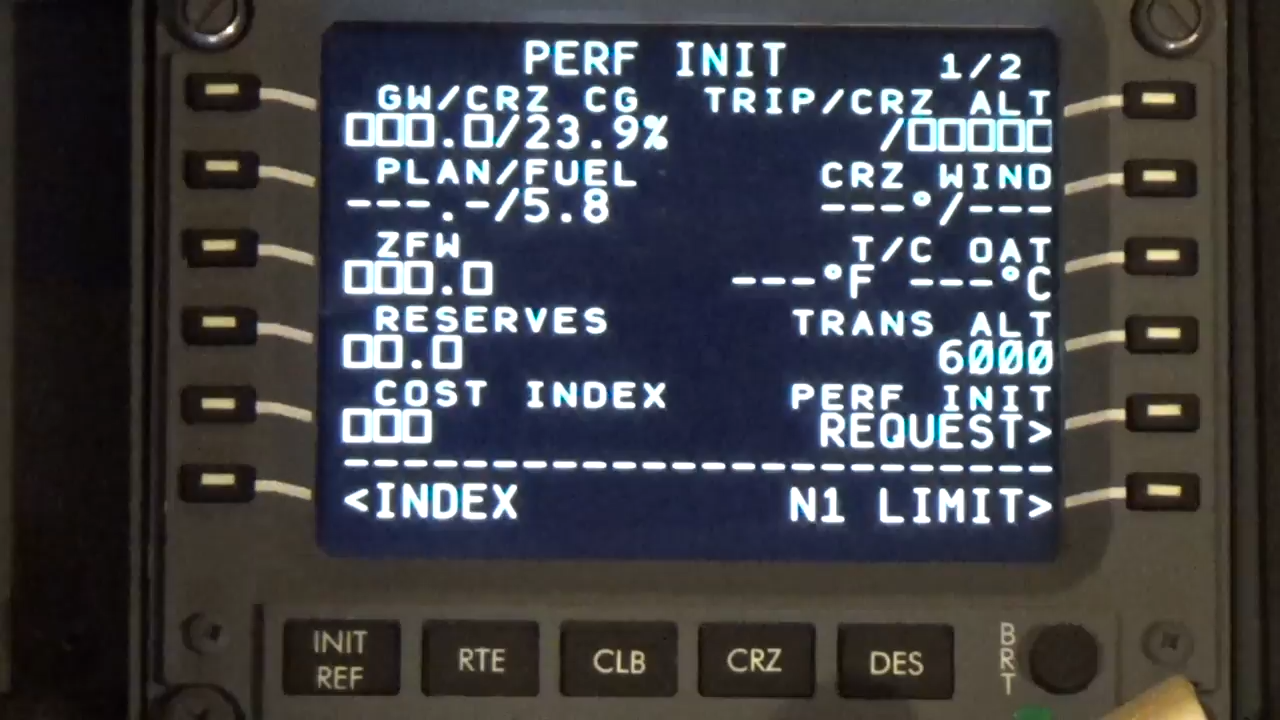 PERF INIT 1/2
GW/CRZ CG TRIP/CRZ ALT
□□□.□/23.9% /□□□□□
PLAN/FUEL CRZ WIND
---.-/5.8 ---°/---
ZFW T/C OAT
□□□.□ ---°F ---°C
RESERVES TRANS ALT
□□.□ 6000
COST INDEX PERF INIT
□□□ REQUEST>
------------------------
<INDEX N1 LIMIT>
INIT REF RTE CLB CRZ DES BRT